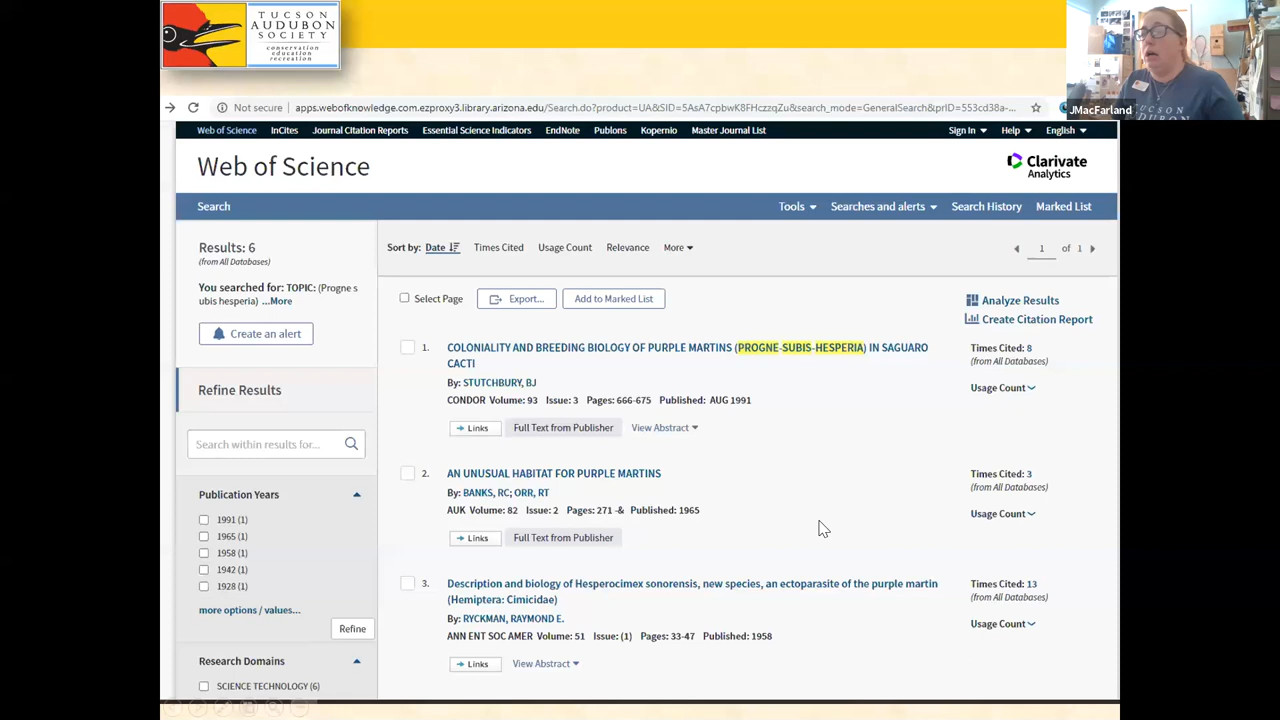 TUCSON
AUDUBON
SOCIETY
conservation
education
recreation
JMacFarland
TUCSON
Not secure apps.webofknowledge.com.ezproxy3.library.arizona.edu/Search.do?product=UA&SID=5AsA7cpbwK8FHczzqZu&search_mode=GeneralSearch&prID=553cd38a-...
Web of Science InCites Journal Citation Reports Essential Science Indicators EndNote Publons Kopernio Master Journal List Sign In Help English
Web of Science
Clarivate
Analytics
Search Tools Searches and alerts Search History Marked List
Results: 6
(from All Databases)
You searched for: TOPIC: (Progne s
ubis hesperia) ...More
Create an alert
Refine Results
Search within results for...
Publication Years
1991 (1)
1965 (1)
1958 (1)
1942 (1)
1928 (1)
more options / values...
Refine
Research Domains
SCIENCE TECHNOLOGY (6)
Sort by: Date Times Cited Usage Count Relevance More
1 of 1
Select Page Export... Add to Marked List
Analyze Results
Create Citation Report
1. COLONIALITY AND BREEDING BIOLOGY OF PURPLE MARTINS (PROGNE-SUBIS-HESPERIA) IN SAGUARO
CACTI
By: STUTCHBURY, BJ
CONDOR Volume: 93 Issue: 3 Pages: 666-675 Published: AUG 1991
Links Full Text from Publisher View Abstract
Times Cited: 8
(from All Databases)
Usage Count
2. AN UNUSUAL HABITAT FOR PURPLE MARTINS
By: BANKS, RC; ORR, RT
AUK Volume: 82 Issue: 2 Pages: 271 -& Published: 1965
Links Full Text from Publisher
Times Cited: 3
(from All Databases)
Usage Count
3. Description and biology of Hesperocimex sonorensis, new species, an ectoparasite of the purple martin
(Hemiptera: Cimicidae)
By: RYCKMAN, RAYMOND E.
ANN ENT SOC AMER Volume: 51 Issue: (1) Pages: 33-47 Published: 1958
Links View Abstract
Times Cited: 13
(from All Databases)
Usage Count